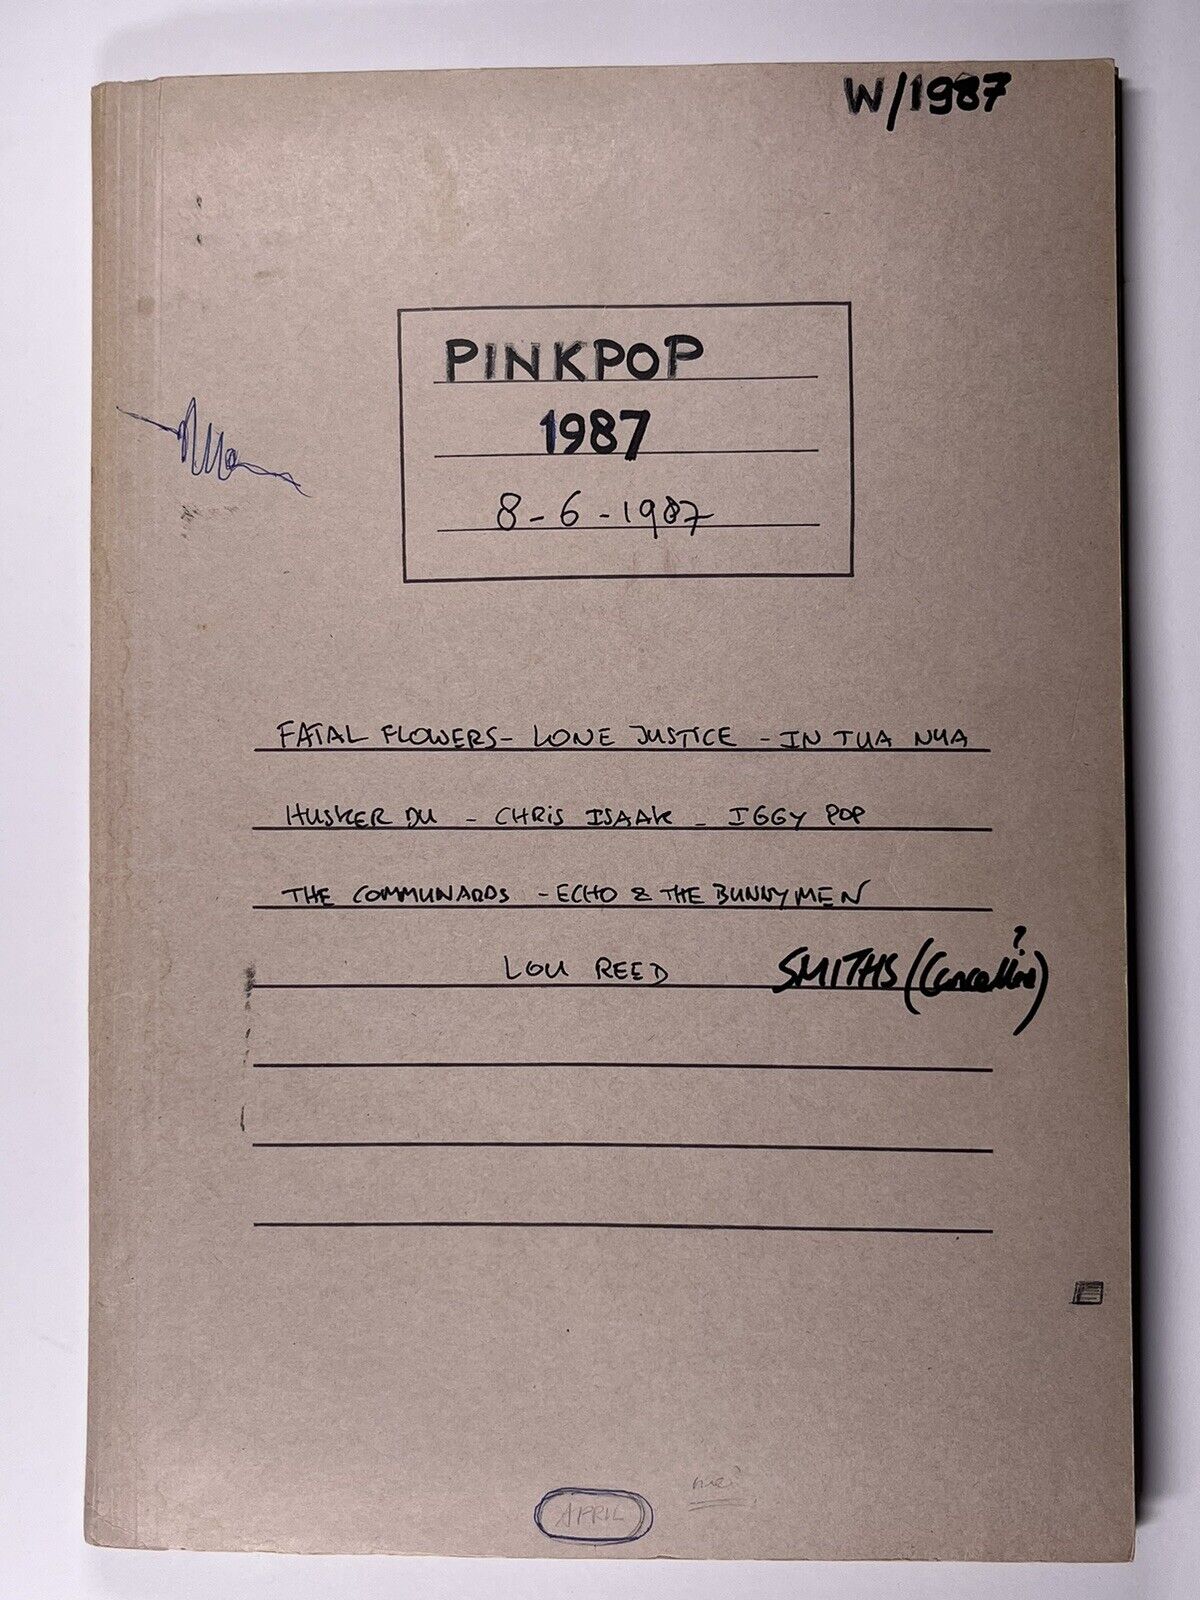 W/1987
PINKPOP
1987
8-6-1987
FATAL FLOWERS - LONE JUSTICE - IN TUA NUA
HUSKER DU - CHRIS ISAAK - IGGY POP
THE COMMUNARDS - ECHO & THE BUNNYMEN
LOU REED SMITHS (?)
mei
APRIL